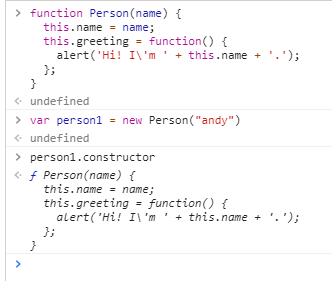 > function Person(name) {
this.name = name;
this.greeting = function() {
alert('Hi! I\'m ' + this.name + '.');
};
}
undefined
> var person1 = new Person("andy")
undefined
> person1.constructor
ƒ Person(name) {
this.name = name;
this.greeting = function() {
alert('Hi! I\'m ' + this.name + '.');
};
}
>